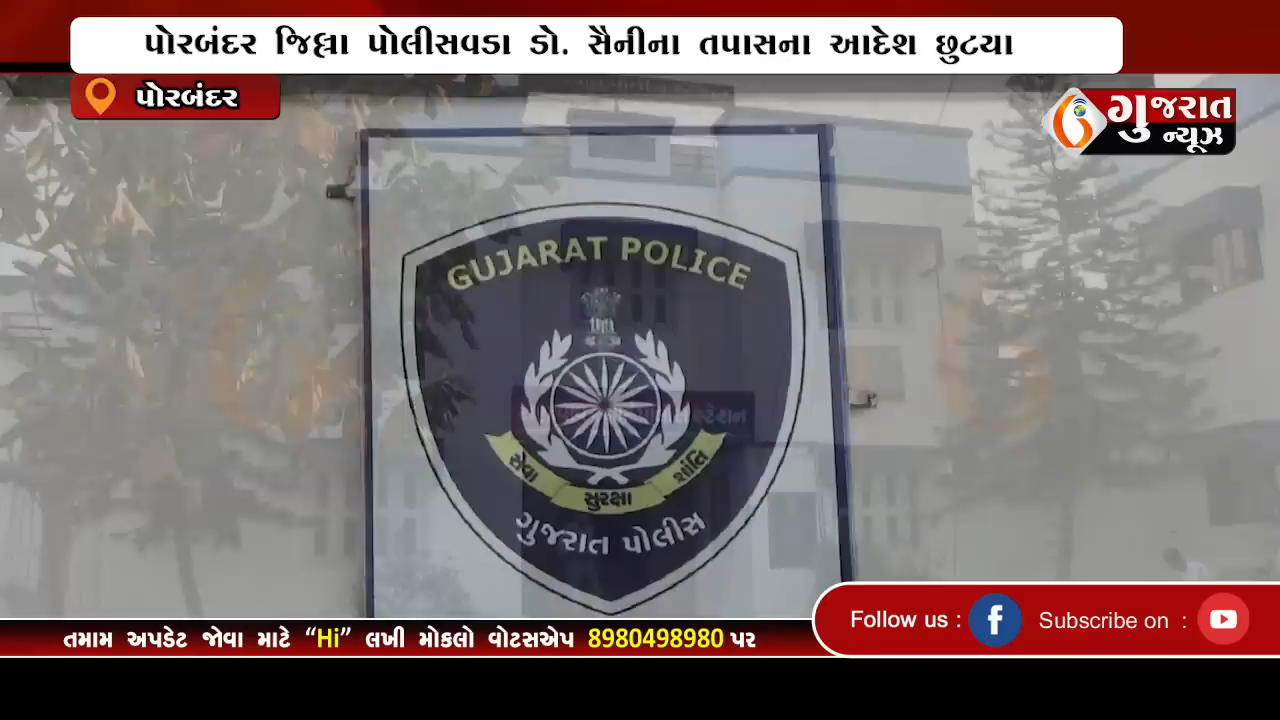 પોરબંદર જિલ્લા પોલીસવડા ડો. સૈનીના તપાસના આદેશ છુટયા
પોરબંદર
ગુજરાત
ન્યૂઝ
GUJARAT POLICE
સેવા
સુરક્ષા
શાંતિ
ગુજરાત પોલીસ
સ્ટેશન
Follow us :
Subscribe on :
તમામ અપડેટ જોવા માટે “Hi” લખી મોકલો વોટસએપ 8980498980 પર